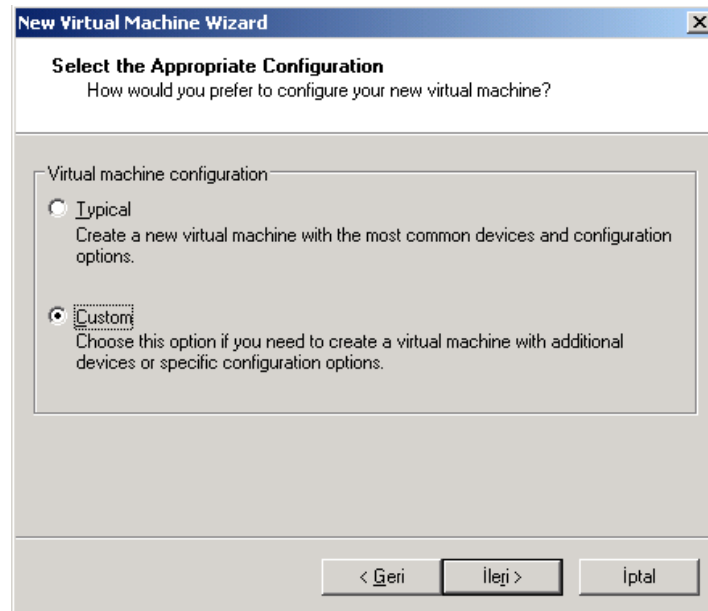 New Virtual Machine Wizard
Select the Appropriate Configuration
How would you prefer to configure your new virtual machine?
Virtual machine configuration
Typical
Create a new virtual machine with the most common devices and configuration
options.
Custom
Choose this option if you need to create a virtual machine with additional
devices or specific configuration options.
< Geri İleri > İptal